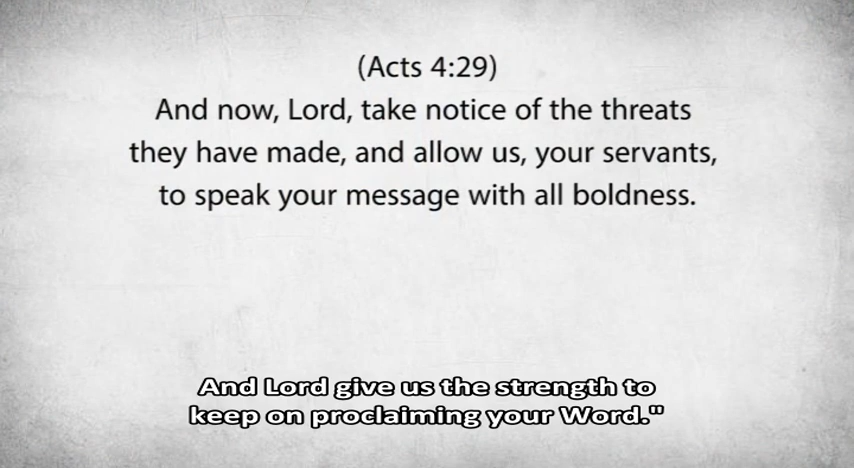 (Acts 4:29)
And now, Lord, take notice of the threats
they have made, and allow us, your servants,
to speak your message with all boldness.
And Lord give us the strength to
keep on proclaiming your Word."